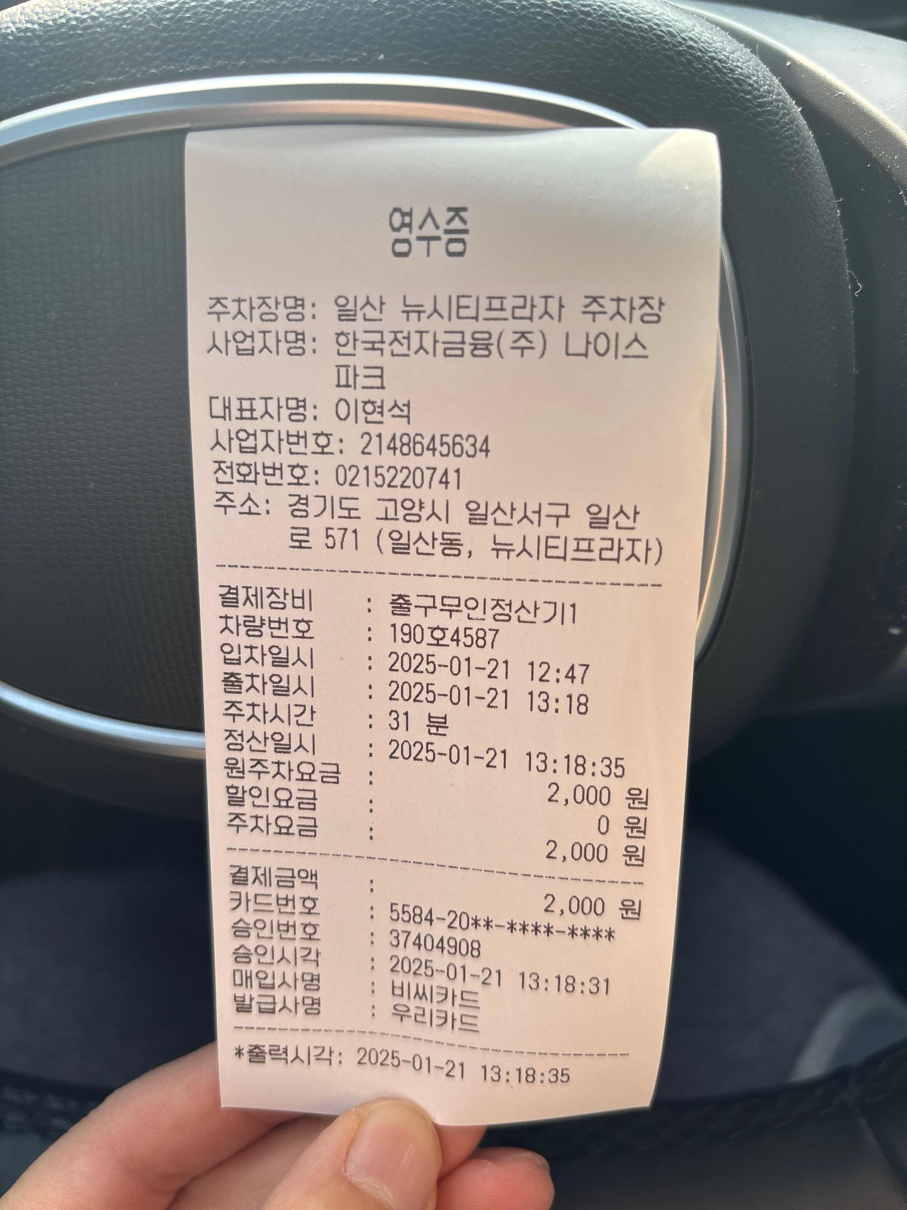 영수증
주차장명: 일산 뉴시티프라자 주차장
사업자명: 한국전자금융(주) 나이스
파크
대표자명: 이현석
사업자번호: 2148645634
전화번호: 0215220741
주소: 경기도 고양시 일산서구 일산
로 571 (일산동, 뉴시티프라자)
결제장비 : 출구무인정산기1
차량번호 : 190호4587
입차일시 : 2025-01-21 12:47
출차일시 : 2025-01-21 13:18
주차시간 : 31 분
정산일시 : 2025-01-21 13:18:35
원주차요금 : 2,000 원
할인요금 : 0 원
주차요금 : 2,000 원
결제금액 : 2,000 원
카드번호 : 5584-20**-****-****
승인번호 : 37404908
승인시각 : 2025-01-21 13:18:31
매입사명 : 비씨카드
발급사명 : 우리카드
*출력시각: 2025-01-21 13:18:35